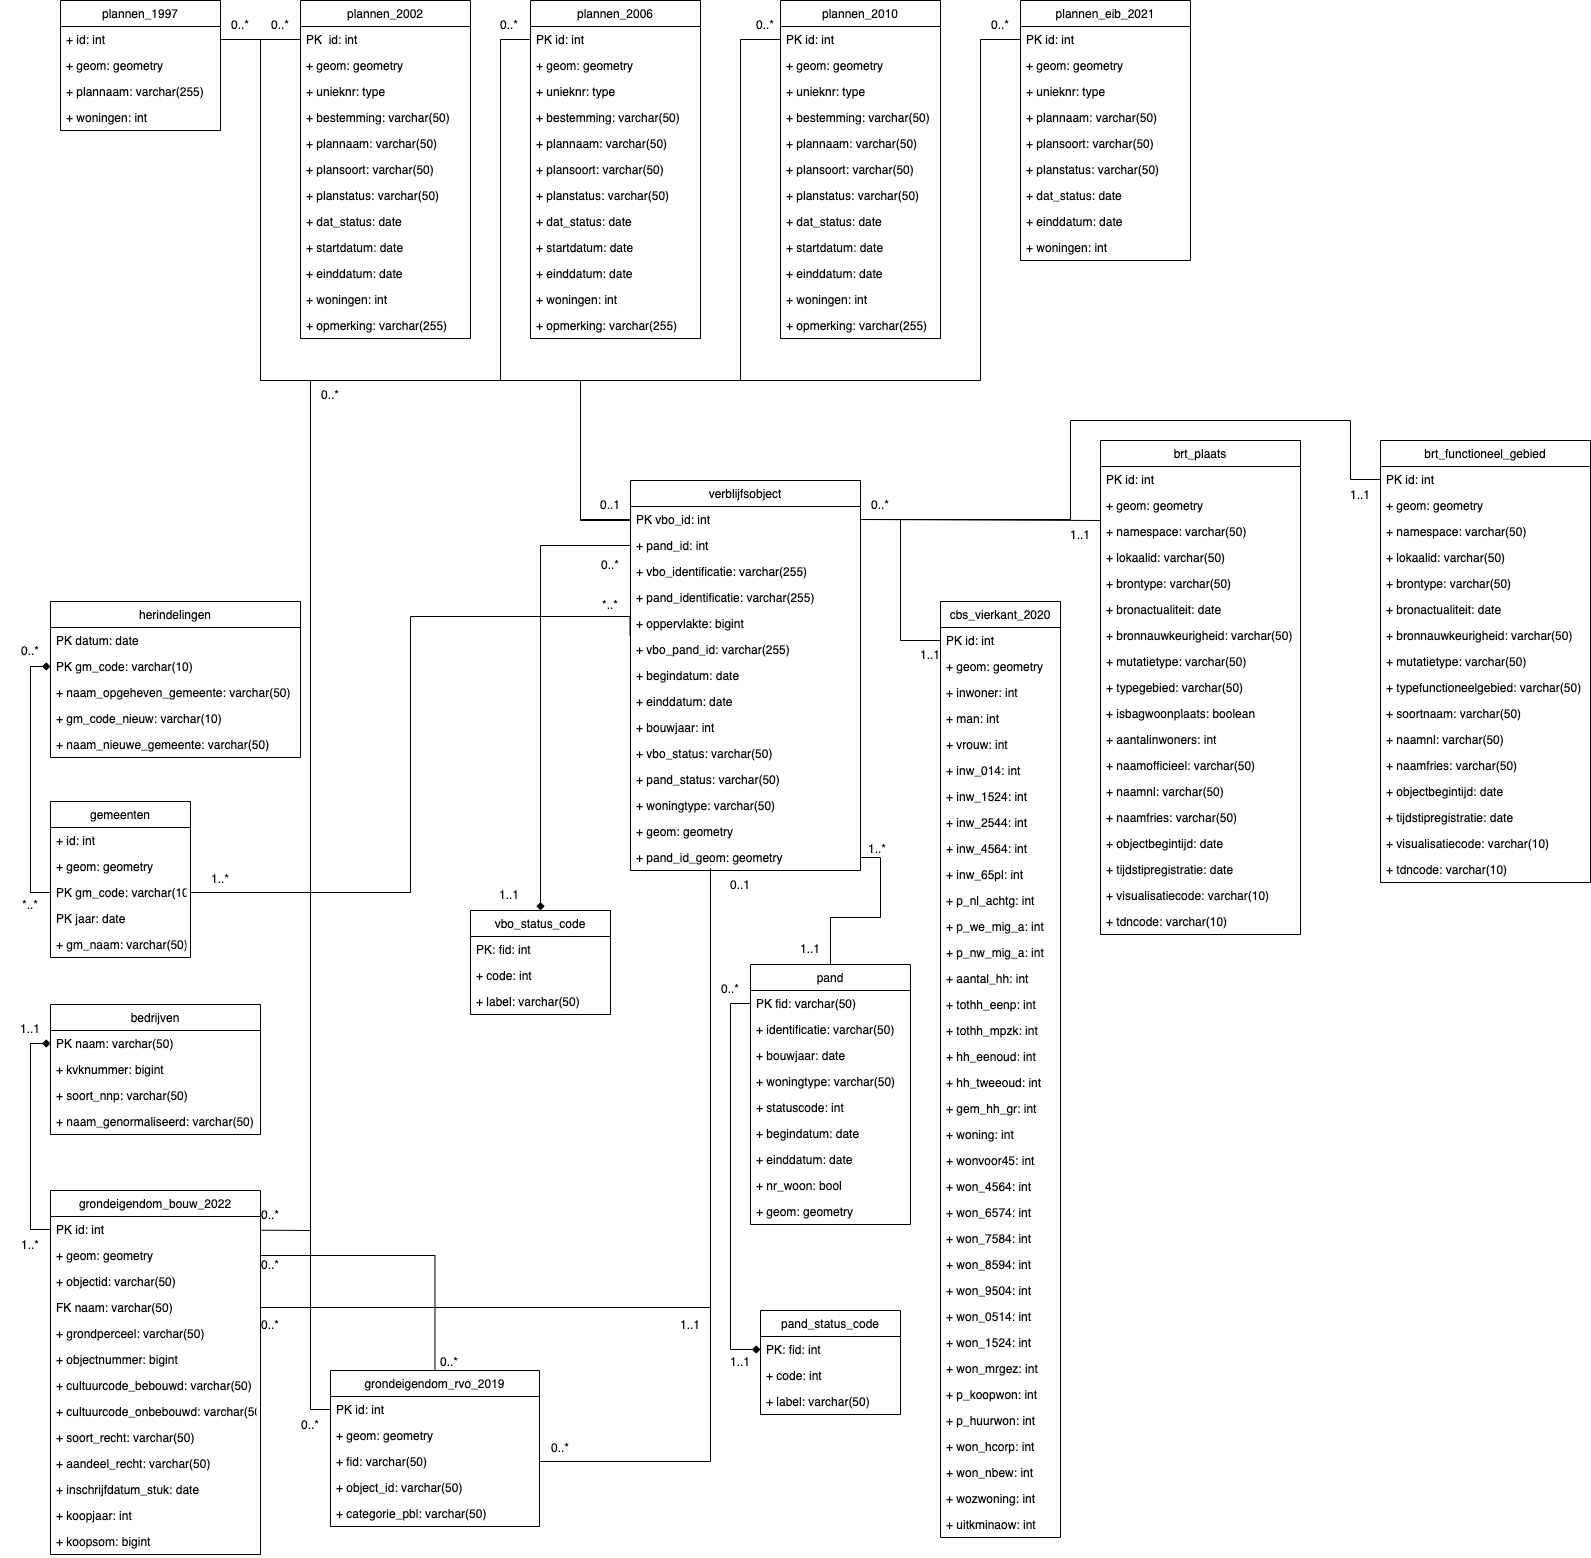 plannen_1997
+ id: int
+ geom: geometry
+ plannaam: varchar(255)
+ woningen: int
0..*
0..*
plannen_2002
PK  id: int
+ geom: geometry
+ unieknr: type
+ bestemming: varchar(50)
+ plannaam: varchar(50)
+ plansoort: varchar(50)
+ planstatus: varchar(50)
+ dat_status: date
+ startdatum: date
+ einddatum: date
+ woningen: int
+ opmerking: varchar(255)
0..*
plannen_2006
PK id: int
+ geom: geometry
+ unieknr: type
+ bestemming: varchar(50)
+ plannaam: varchar(50)
+ plansoort: varchar(50)
+ planstatus: varchar(50)
+ dat_status: date
+ startdatum: date
+ einddatum: date
+ woningen: int
+ opmerking: varchar(255)
0..*
plannen_2010
PK id: int
+ geom: geometry
+ unieknr: type
+ bestemming: varchar(50)
+ plannaam: varchar(50)
+ plansoort: varchar(50)
+ planstatus: varchar(50)
+ dat_status: date
+ startdatum: date
+ einddatum: date
+ woningen: int
+ opmerking: varchar(255)
0..*
plannen_eib_2021
PK id: int
+ geom: geometry
+ unieknr: type
+ plannaam: varchar(50)
+ plansoort: varchar(50)
+ planstatus: varchar(50)
+ dat_status: date
+ einddatum: date
+ woningen: int
0..*
0..1
0..*
*..*
verblijfsobject
PK vbo_id: int
+ pand_id: int
+ vbo_identificatie: varchar(255)
+ pand_identificatie: varchar(255)
+ oppervlakte: bigint
+ vbo_pand_id: varchar(255)
+ begindatum: date
+ einddatum: date
+ bouwjaar: int
+ vbo_status: varchar(50)
+ pand_status: varchar(50)
+ woningtype: varchar(50)
+ geom: geometry
+ pand_id_geom: geometry
0..*
1..*
0..1
1..1
brt_plaats
PK id: int
+ geom: geometry
+ namespace: varchar(50)
+ lokaalid: varchar(50)
+ brontype: varchar(50)
+ bronactualiteit: date
+ bronnauwkeurigheid: varchar(50)
+ mutatietype: varchar(50)
+ typegebied: varchar(50)
+ isbagwoonplaats: boolean
+ aantalinwoners: int
+ naamofficieel: varchar(50)
+ naamnl: varchar(50)
+ naamfries: varchar(50)
+ objectbegintijd: date
+ tijdstipregistratie: date
+ visualisatiecode: varchar(10)
+ tdncode: varchar(10)
1..1
brt_functioneel_gebied
PK id: int
+ geom: geometry
+ namespace: varchar(50)
+ lokaalid: varchar(50)
+ brontype: varchar(50)
+ bronactualiteit: date
+ bronnauwkeurigheid: varchar(50)
+ mutatietype: varchar(50)
+ typefunctioneelgebied: varchar(50)
+ soortnaam: varchar(50)
+ naamnl: varchar(50)
+ naamfries: varchar(50)
+ objectbegintijd: date
+ tijdstipregistratie: date
+ visualisatiecode: varchar(10)
+ tdncode: varchar(10)
1..1
cbs_vierkant_2020
PK id: int
+ geom: geometry
+ inwoner: int
+ man: int
+ vrouw: int
+ inw_014: int
+ inw_1524: int
+ inw_2544: int
+ inw_4564: int
+ inw_65pl: int
+ p_nl_achtg: int
+ p_we_mig_a: int
+ p_nw_mig_a: int
+ aantal_hh: int
+ tothh_eenp: int
+ tothh_mpzk: int
+ hh_eenoud: int
+ hh_tweeoud: int
+ gem_hh_gr: int
+ woning: int
+ wonvoor45: int
+ won_4564: int
+ won_6574: int
+ won_7584: int
+ won_8594: int
+ won_9504: int
+ won_0514: int
+ won_1524: int
+ won_mrgez: int
+ p_koopwon: int
+ p_huurwon: int
+ won_hcorp: int
+ won_nbew: int
+ wozwoning: int
+ uitkminaow: int
0..*
herindelingen
PK datum: date
PK gm_code: varchar(10)
+ naam_opgeheven_gemeente: varchar(50)
+ gm_code_nieuw: varchar(10)
+ naam_nieuwe_gemeente: varchar(50)
*..*
gemeenten
+ id: int
+ geom: geometry
PK gm_code: varchar(10
PK jaar: date
+ gm_naam: varchar(50)
1..*
1..1
vbo_status_code
PK: fid: int
+ code: int
+ label: varchar(50)
1..1
0..*
pand
PK fid: varchar(50)
+ identificatie: varchar(50)
+ bouwjaar: date
+ woningtype: varchar(50)
+ statuscode: int
+ begindatum: date
+ einddatum: date
+ nr_woon: bool
+ geom: geometry
1..1
bedrijven
PK naam: varchar(50)
+ kvknummer: bigint
+ soort_nnp: varchar(50)
+ naam_genormaliseerd: varchar(50)
1..*
grondeigendom_bouw_2022
PK id: int
+ geom: geometry
+ objectid: varchar(50)
FK naam: varchar(50)
+ grondperceel: varchar(50)
+ objectnummer: bigint
+ cultuurcode_bebouwd: varchar(50)
+ cultuurcode_onbebouwd: varchar(50
+ soort_recht: varchar(50)
+ aandeel_recht: varchar(50)
+ inschrijfdatum_stuk: date
+ koopjaar: int
+ koopsom: bigint
0..*
0..*
0..*
1..1
0..*
0..*
0..*
grondeigendom_rvo_2019
PK id: int
+ geom: geometry
+ fid: varchar(50)
+ object_id: varchar(50)
+ categorie_pbl: varchar(50)
1..1
pand_status_code
PK: fid: int
+ code: int
+ label: varchar(50)